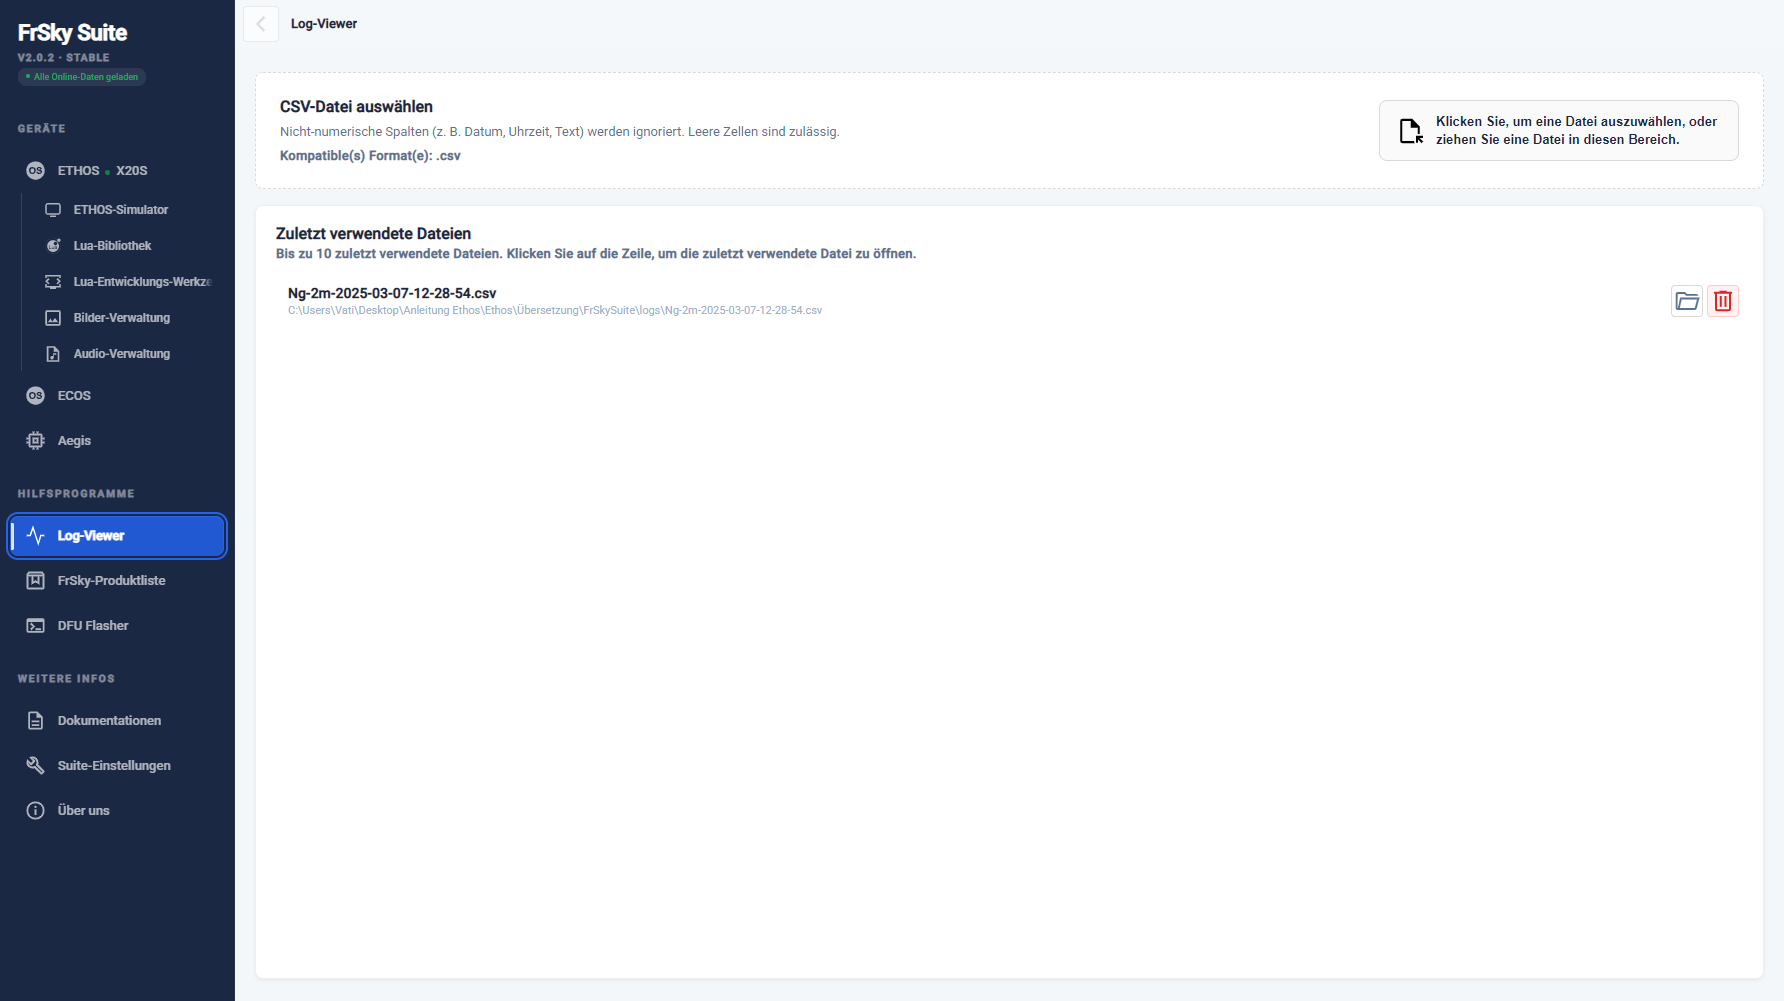 FrSky Suite
V2.0.2 · STABLE
Alle Online-Daten geladen
GERÄTE
OS
ETHOS
X20S
ETHOS-Simulator
Lua-Bibliothek
Lua-Entwicklungs-Werkze
Bilder-Verwaltung
Audio-Verwaltung
OS
ECOS
Aegis
HILFSPROGRAMME
Log-Viewer
FrSky-Produktliste
DFU Flasher
WEITERE INFOS
Dokumentationen
Suite-Einstellungen
Über uns
Log-Viewer
CSV-Datei auswählen
Nicht-numerische Spalten (z. B. Datum, Uhrzeit, Text) werden ignoriert. Leere Zellen sind zulässig.
Kompatible(s) Format(e): .csv
Klicken Sie, um eine Datei auszuwählen, oder
ziehen Sie eine Datei in diesen Bereich.
Zuletzt verwendete Dateien
Bis zu 10 zuletzt verwendete Dateien. Klicken Sie auf die Zeile, um die zuletzt verwendete Datei zu öffnen.
Ng-2m-2025-03-07-12-28-54.csv
C:\Users\Vati\Desktop\Anleitung Ethos\Ethos\Übersetzung\FrSkySuite\logs\Ng-2m-2025-03-07-12-28-54.csv